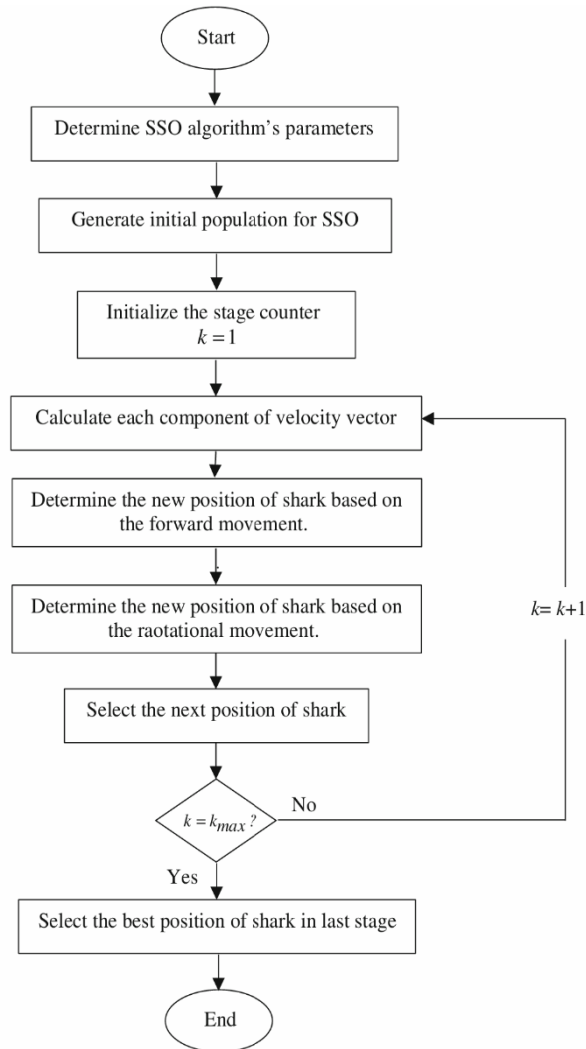 Start
Determine SSO algorithm's parameters
Generate initial population for SSO
Initialize the stage counter
k = 1
Calculate each component of velocity vector
Determine the new position of shark based on
the forward movement.
Determine the new position of shark based on
the raotational movement.
k= k+1
Select the next position of shark
k = kmax ?
No
Yes
Select the best position of shark in last stage
End